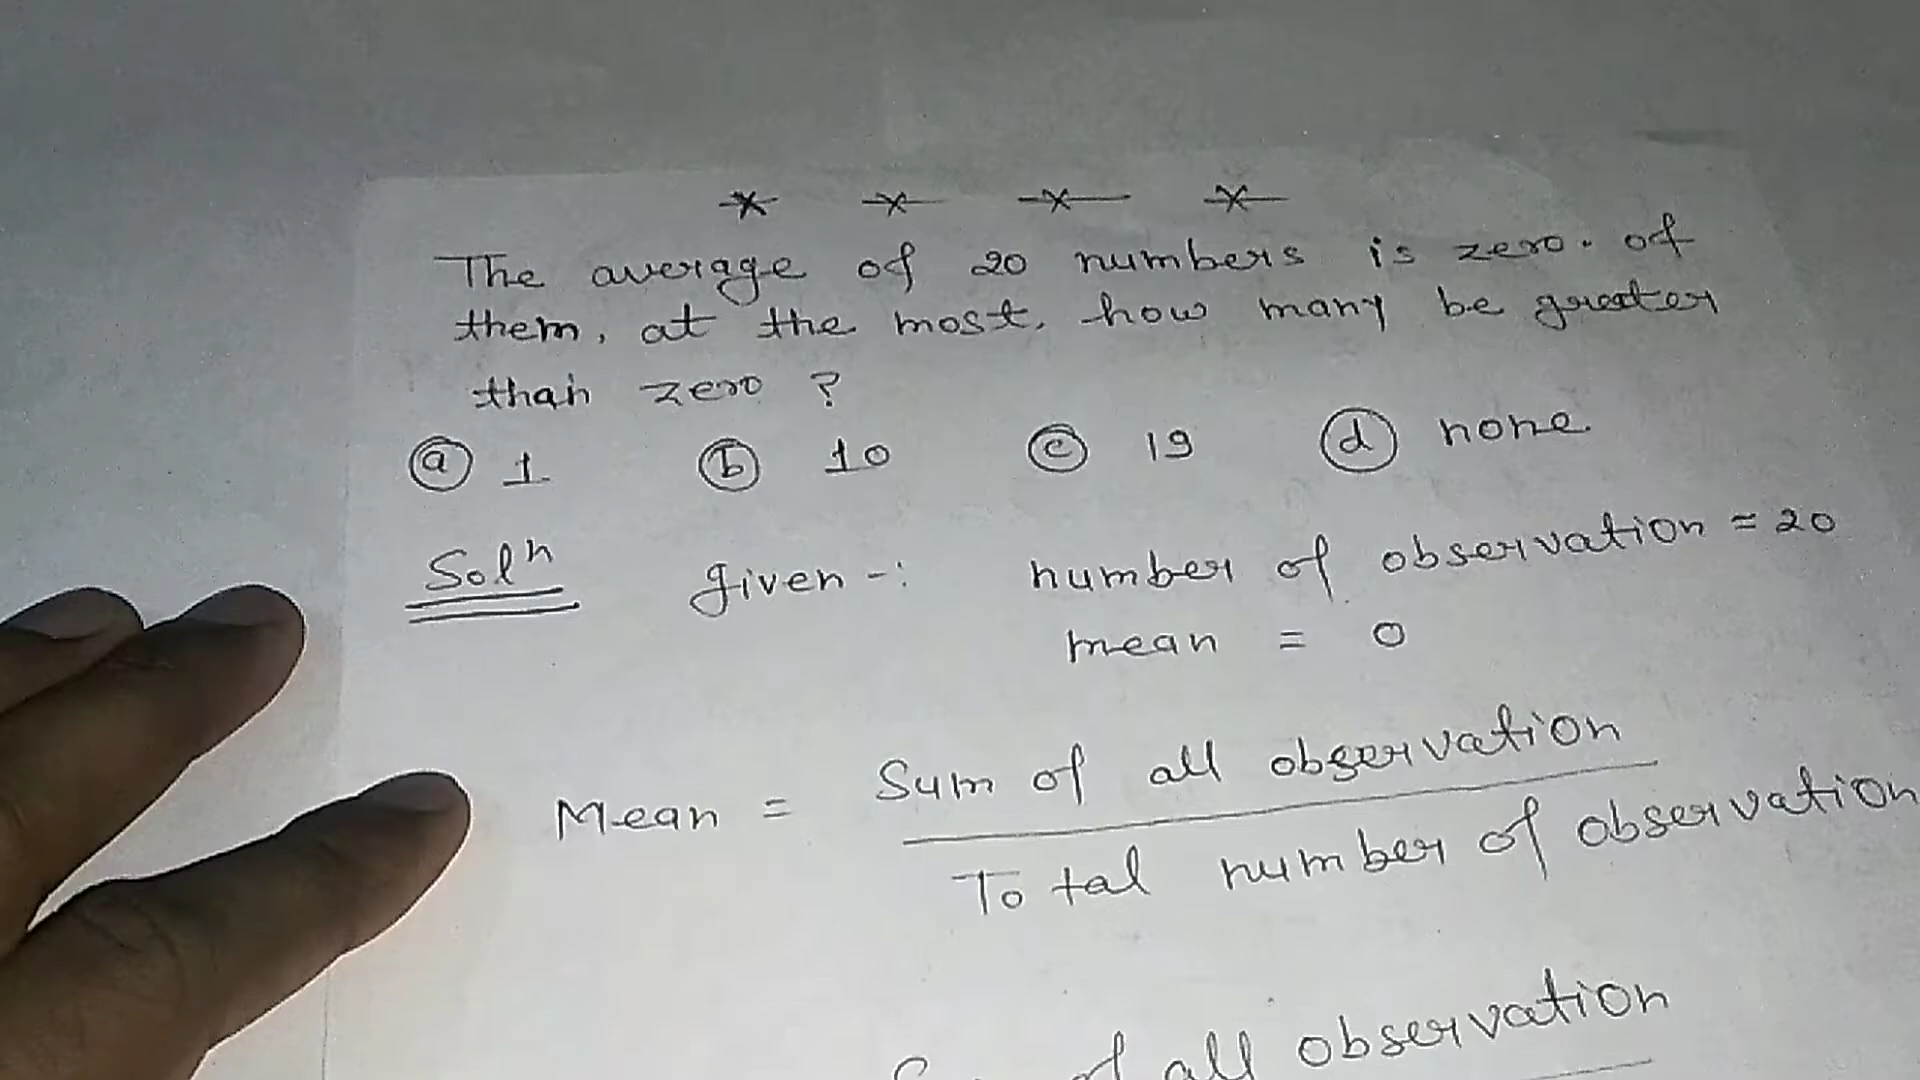 The average of 20 numbers is zero. of
them, at the most, how many be greater
than zero ?
ⓐ 1 ⓑ 10 ⓒ 19 ⓓ none
Solⁿ given -: number of observation = 20
mean = 0
Mean = Sum of all observation
Total number of observation
of all observation